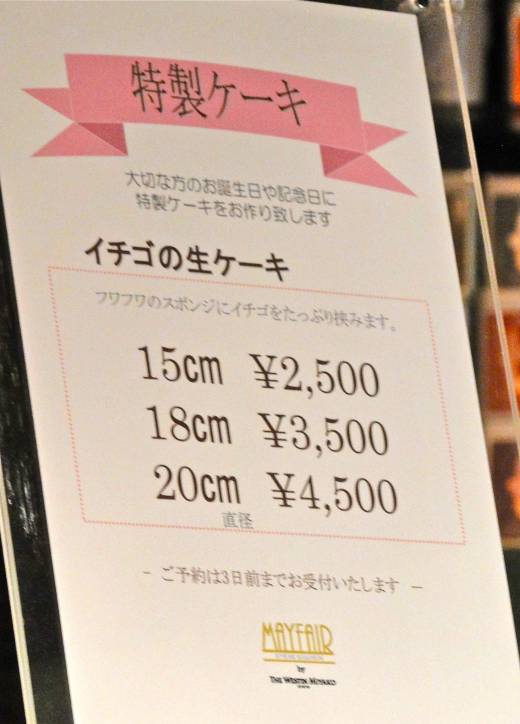 特製ケーキ
大切な方のお誕生日や記念日に
特製ケーキをお作り致します
イチゴの生ケーキ
フワフワのスポンジにイチゴをたっぷり挟みます。
15cm ¥2,500
18cm ¥3,500
20cm ¥4,500
直径
− ご予約は3日前までお受付いたします −
MAYFAIR
by
THE WESTIN MIYAKO